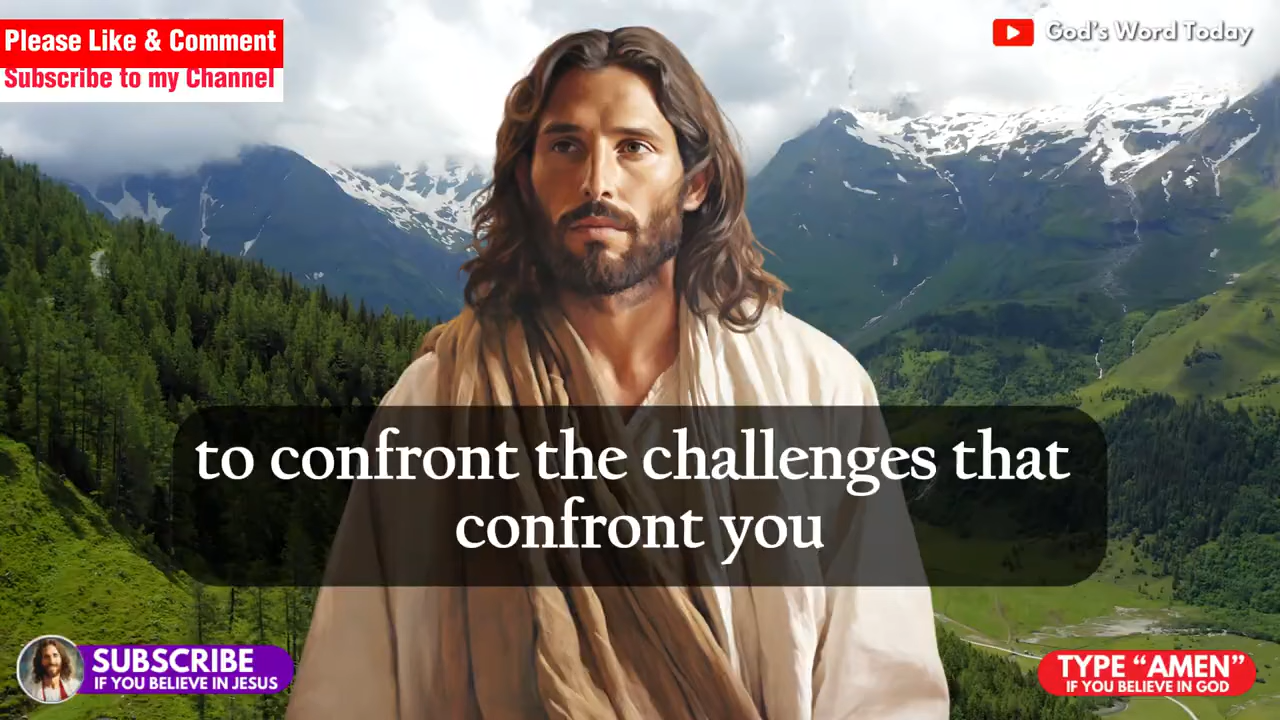 Please Like & Comment
Subscribe to my Channel
God's Word Today
to confront the challenges that
confront you
SUBSCRIBE
IF YOU BELIEVE IN JESUS
TYPE “AMEN”
IF YOU BELIEVE IN GOD